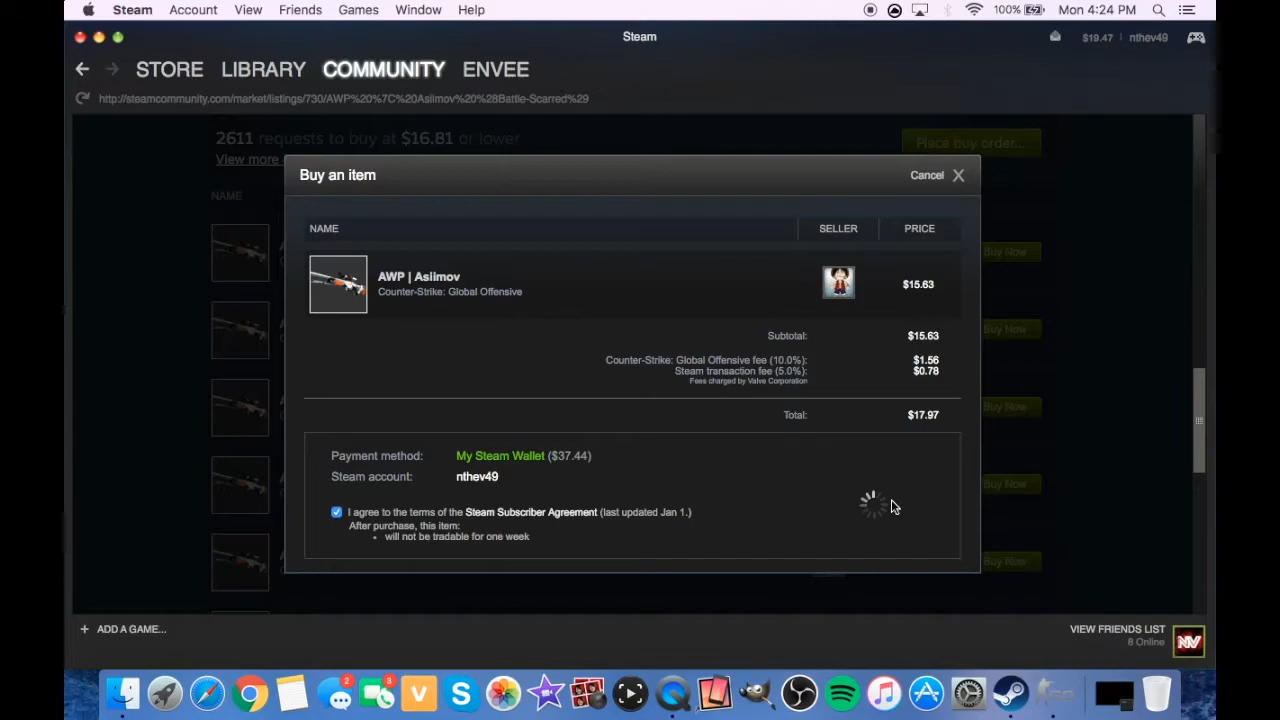 Steam Account View Friends Games Window Help 100% Mon 4:24 PM
Steam
$19.47 nthev49
STORE LIBRARY COMMUNITY ENVEE
http://steamcommunity.com/market/listings/730/AWP%20%7C%20Asiimov%20%28Battle-Scarred%29
2611 requests to buy at $16.81 or lower
Place buy order...
View more
Buy an item
Cancel X
NAME
NAME SELLER PRICE
Buy Now
AWP | Asiimov
Counter-Strike: Global Offensive
$15.63
Buy Now
Subtotal: $15.63
Counter-Strike: Global Offensive fee (10.0%): $1.56
Steam transaction fee (5.0%): $0.78
Fees charged by Valve Corporation
Buy Now
Total: $17.97
Payment method: My Steam Wallet ($37.44)
Steam account: nthev49
Buy Now
I agree to the terms of the Steam Subscriber Agreement (last updated Jan 1.)
After purchase, this item:
• will not be tradable for one week
Buy Now
+ ADD A GAME...
VIEW FRIENDS LIST
8 Online
NV
2
3
V
S